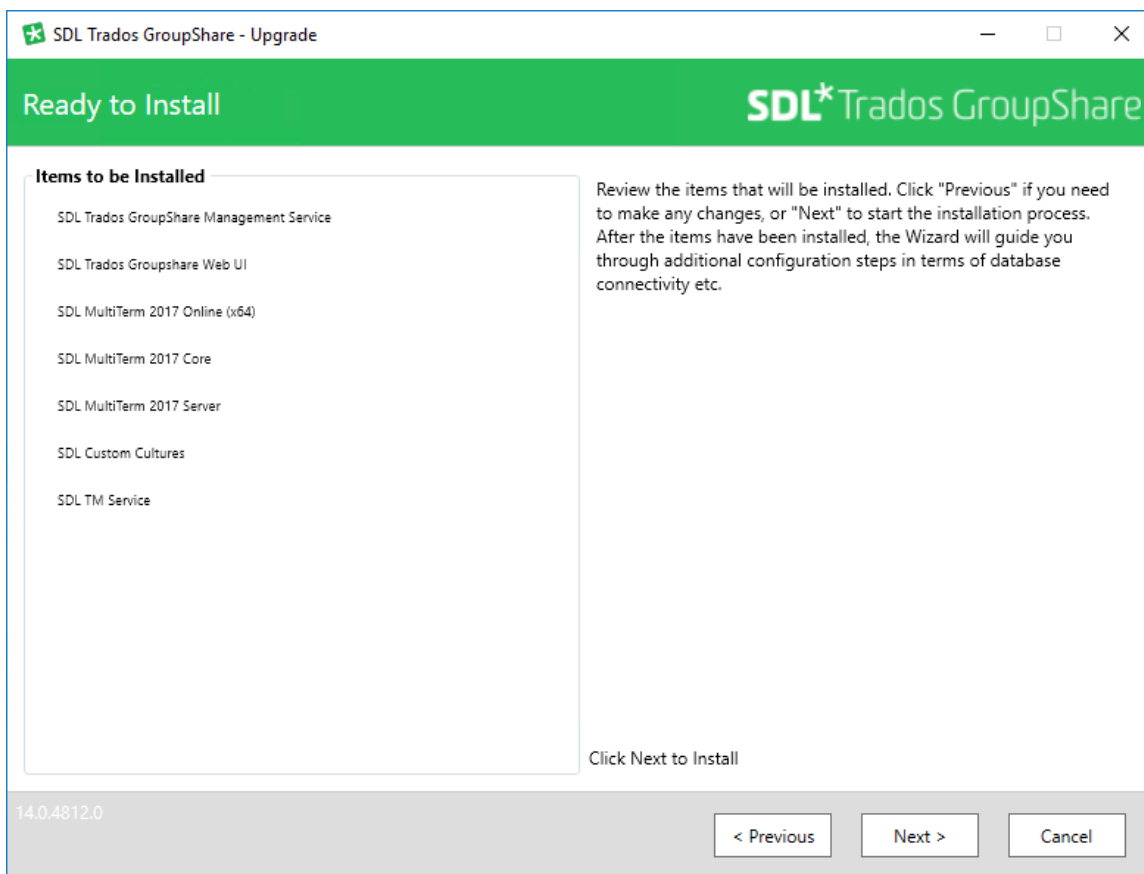 SDL Trados GroupShare - Upgrade
Ready to Install
SDL* Trados GroupShare
Items to be Installed
SDL Trados GroupShare Management Service
SDL Trados Groupshare Web UI
SDL MultiTerm 2017 Online (x64)
SDL MultiTerm 2017 Core
SDL MultiTerm 2017 Server
SDL Custom Cultures
SDL TM Service
Review the items that will be installed. Click "Previous" if you need
to make any changes, or "Next" to start the installation process.
After the items have been installed, the Wizard will guide you
through additional configuration steps in terms of database
connectivity etc.
Click Next to Install
14.0.4812.0
< Previous
Next >
Cancel